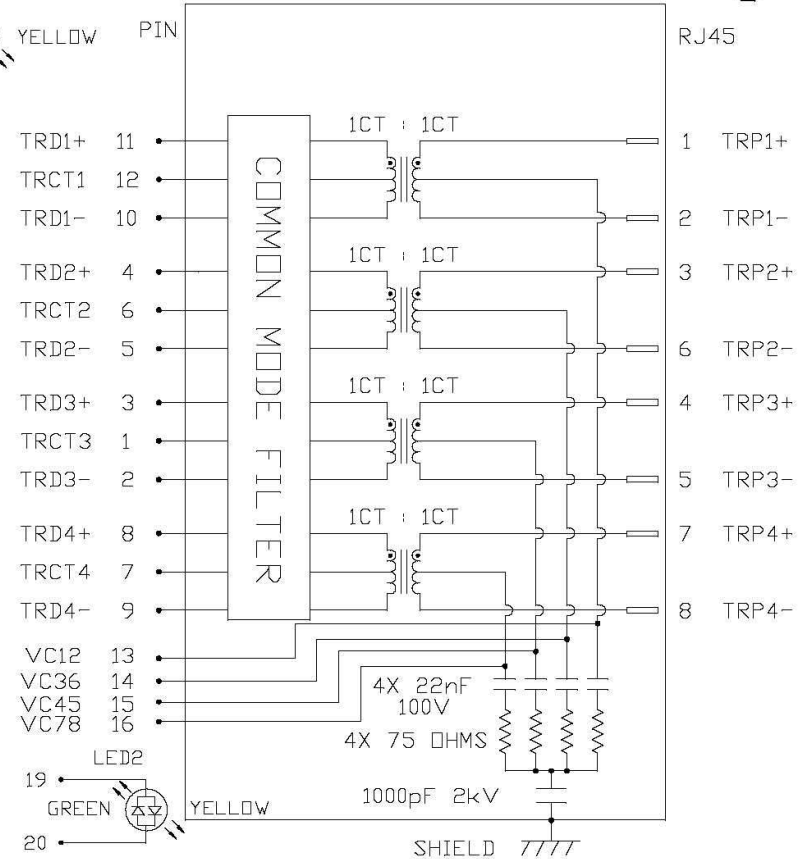 YELLOW PIN RJ45
1CT : 1CT
TRD1+ 11 1 TRP1+
TRCT1 12
TRD1- 10 2 TRP1-
1CT : 1CT
TRD2+ 4 3 TRP2+
TRCT2 6
TRD2- 5 6 TRP2-
COMMON MODE FILTER
1CT : 1CT
TRD3+ 3 4 TRP3+
TRCT3 1
TRD3- 2 5 TRP3-
1CT : 1CT
TRD4+ 8 7 TRP4+
TRCT4 7
TRD4- 9 8 TRP4-
VC12 13
VC36 14
VC45 15
VC78 16
4X 22nF
100V
4X 75 OHMS
LED2
19
GREEN YELLOW
20
1000pF 2kV
SHIELD